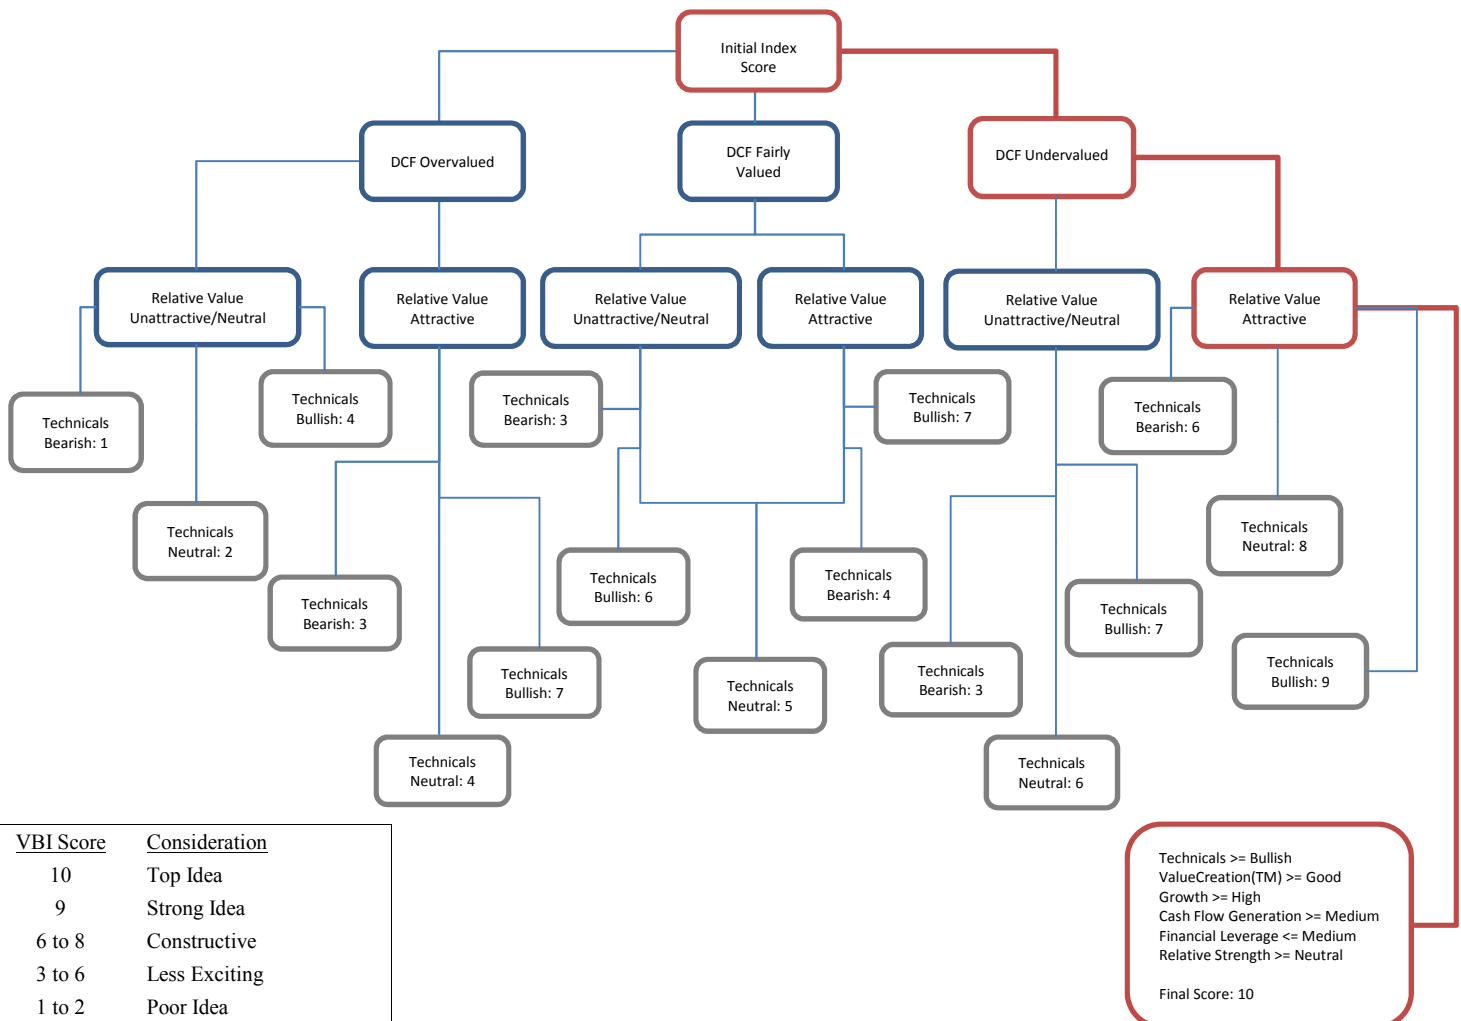 Initial Index
Score
DCF Overvalued
DCF Fairly
Valued
DCF Undervalued
Relative Value
Unattractive/Neutral
Relative Value
Attractive
Relative Value
Unattractive/Neutral
Relative Value
Attractive
Relative Value
Unattractive/Neutral
Relative Value
Attractive
Technicals
Bearish: 1
Technicals
Bullish: 4
Technicals
Bearish: 3
Technicals
Bullish: 7
Technicals
Bearish: 6
Technicals
Neutral: 2
Technicals
Neutral: 8
Technicals
Bearish: 3
Technicals
Bullish: 6
Technicals
Bearish: 4
Technicals
Bullish: 7
Technicals
Bullish: 7
Technicals
Neutral: 5
Technicals
Bearish: 3
Technicals
Bullish: 9
Technicals
Neutral: 4
Technicals
Neutral: 6
VBI Score Consideration
10 Top Idea
9 Strong Idea
6 to 8 Constructive
3 to 6 Less Exciting
1 to 2 Poor Idea
Technicals >= Bullish
ValueCreation(TM) >= Good
Growth >= High
Cash Flow Generation >= Medium
Financial Leverage <= Medium
Relative Strength >= Neutral
Final Score: 10